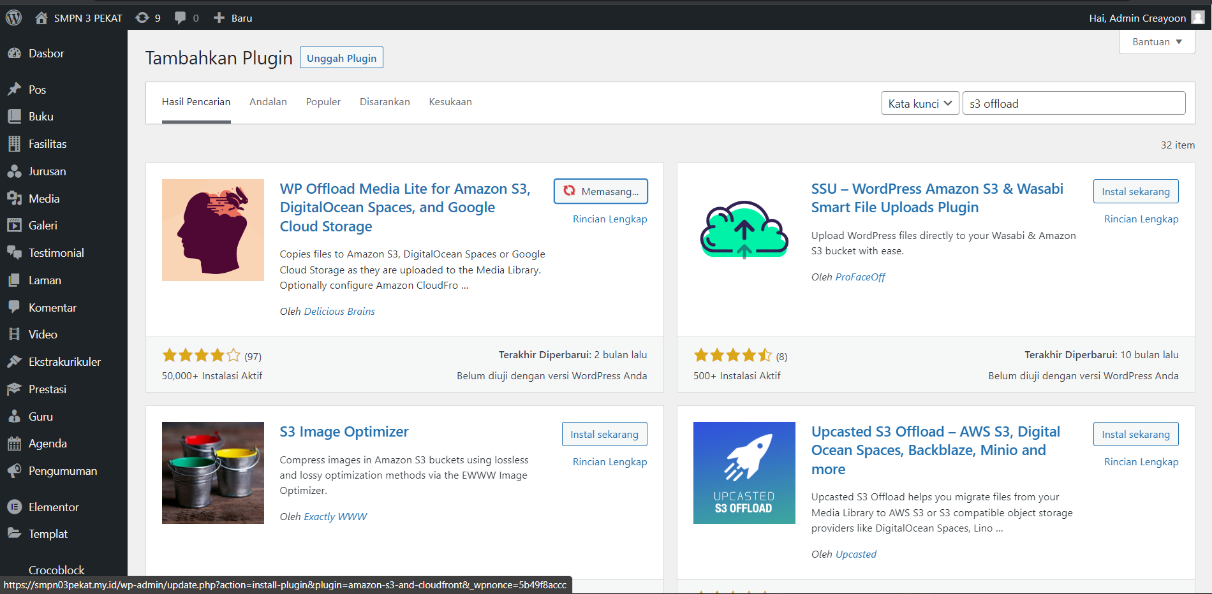 SMPN 3 PEKAT 9 0 Baru Hai, Admin Creayoon
Dasbor
Pos
Buku
Fasilitas
Jurusan
Media
Galeri
Testimonial
Laman
Komentar
Video
Ekstrakurikuler
Prestasi
Guru
Agenda
Pengumuman
Elementor
Templat
Crocoblock
Bantuan
Tambahkan Plugin Unggah Plugin
Hasil Pencarian Andalan Populer Disarankan Kesukaan Kata kunci s3 offload
32 item
WP Offload Media Lite for Amazon S3,
DigitalOcean Spaces, and Google
Cloud Storage
Memasang...
Rincian Lengkap
Copies files to Amazon S3, DigitalOcean Spaces or Google
Cloud Storage as they are uploaded to the Media Library.
Optionally configure Amazon CloudFro ...
Oleh Delicious Brains
(97) Terakhir Diperbarui: 2 bulan lalu
50,000+ Instalasi Aktif Belum diuji dengan versi WordPress Anda
SSU – WordPress Amazon S3 & Wasabi
Smart File Uploads Plugin
Instal sekarang
Rincian Lengkap
Upload WordPress files directly to your Wasabi & Amazon
S3 bucket with ease.
Oleh ProFaceOff
(8) Terakhir Diperbarui: 10 bulan lalu
500+ Instalasi Aktif Belum diuji dengan versi WordPress Anda
S3 Image Optimizer
Instal sekarang
Rincian Lengkap
Compress images in Amazon S3 buckets using lossless
and lossy optimization methods via the EWWW Image
Optimizer.
Oleh Exactly WWW
UPCASTED
S3 OFFLOAD
Upcasted S3 Offload – AWS S3, Digital
Ocean Spaces, Backblaze, Minio and
more
Instal sekarang
Rincian Lengkap
Upcasted S3 Offload helps you migrate files from your
Media Library to AWS S3 or S3 compatible object storage
providers like DigitalOcean Spaces, Lino ...
Oleh Upcasted
https://smpn03pekat.my.id/wp-admin/update.php?action=install-plugin&plugin=amazon-s3-and-cloudfront&_wpnonce=5b49f8accc